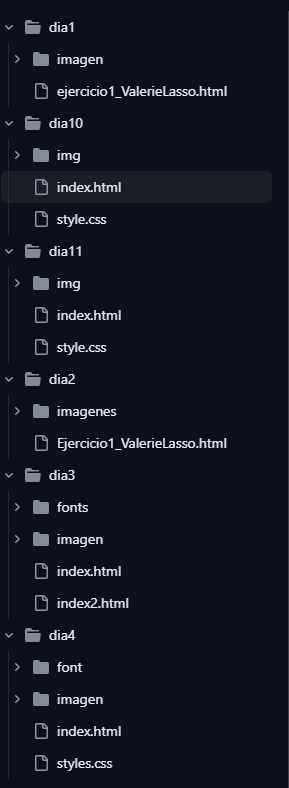 dia1
imagen
ejercicio1_ValerieLasso.html
dia10
img
index.html
style.css
dia11
img
index.html
style.css
dia2
imagenes
Ejercicio1_ValerieLasso.html
dia3
fonts
imagen
index.html
index2.html
dia4
font
imagen
index.html
styles.css